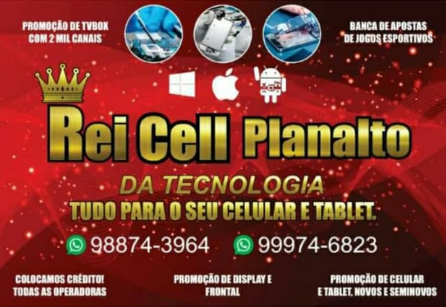 PROMOÇÃO DE TVBOX
COM 2 MIL CANAIS
BANCA DE APOSTAS
DE JOGOS ESPORTIVOS
Rei Cell Planalto
DA TECNOLOGIA
TUDO PARA O SEU CELULAR E TABLET.
98874-3964 99974-6823
COLOCAMOS CRÉDITO!
TODAS AS OPERADORAS
PROMOÇÃO DE DISPLAY E
FRONTAL
PROMOÇÃO DE CELULAR
E TABLET, NOVOS E SEMINOVOS